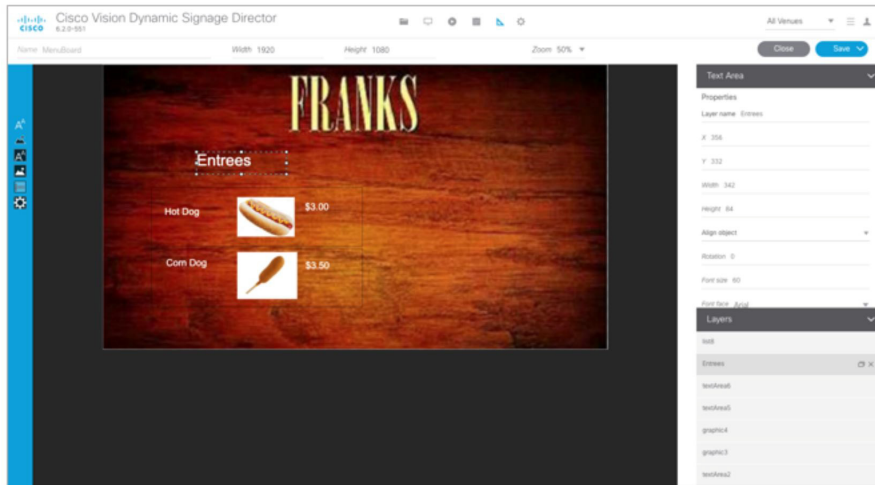 CISCO
Cisco Vision Dynamic Signage Director
6.2.0-551
All Venues
Name MenuBoard
Width 1920
Height 1080
Zoom 50%
Close
Save
Text Area
Properties
Layer name Entrees
X 356
Y 332
Width 342
Height 84
Align object
Rotation 0
Font size 60
Font face Arial
FRANKS
Entrees
Hot Dog
$3.00
Corn Dog
$3.50
Layers
Entrees
textArea6
textArea5
graphic4
graphic3
textArea2